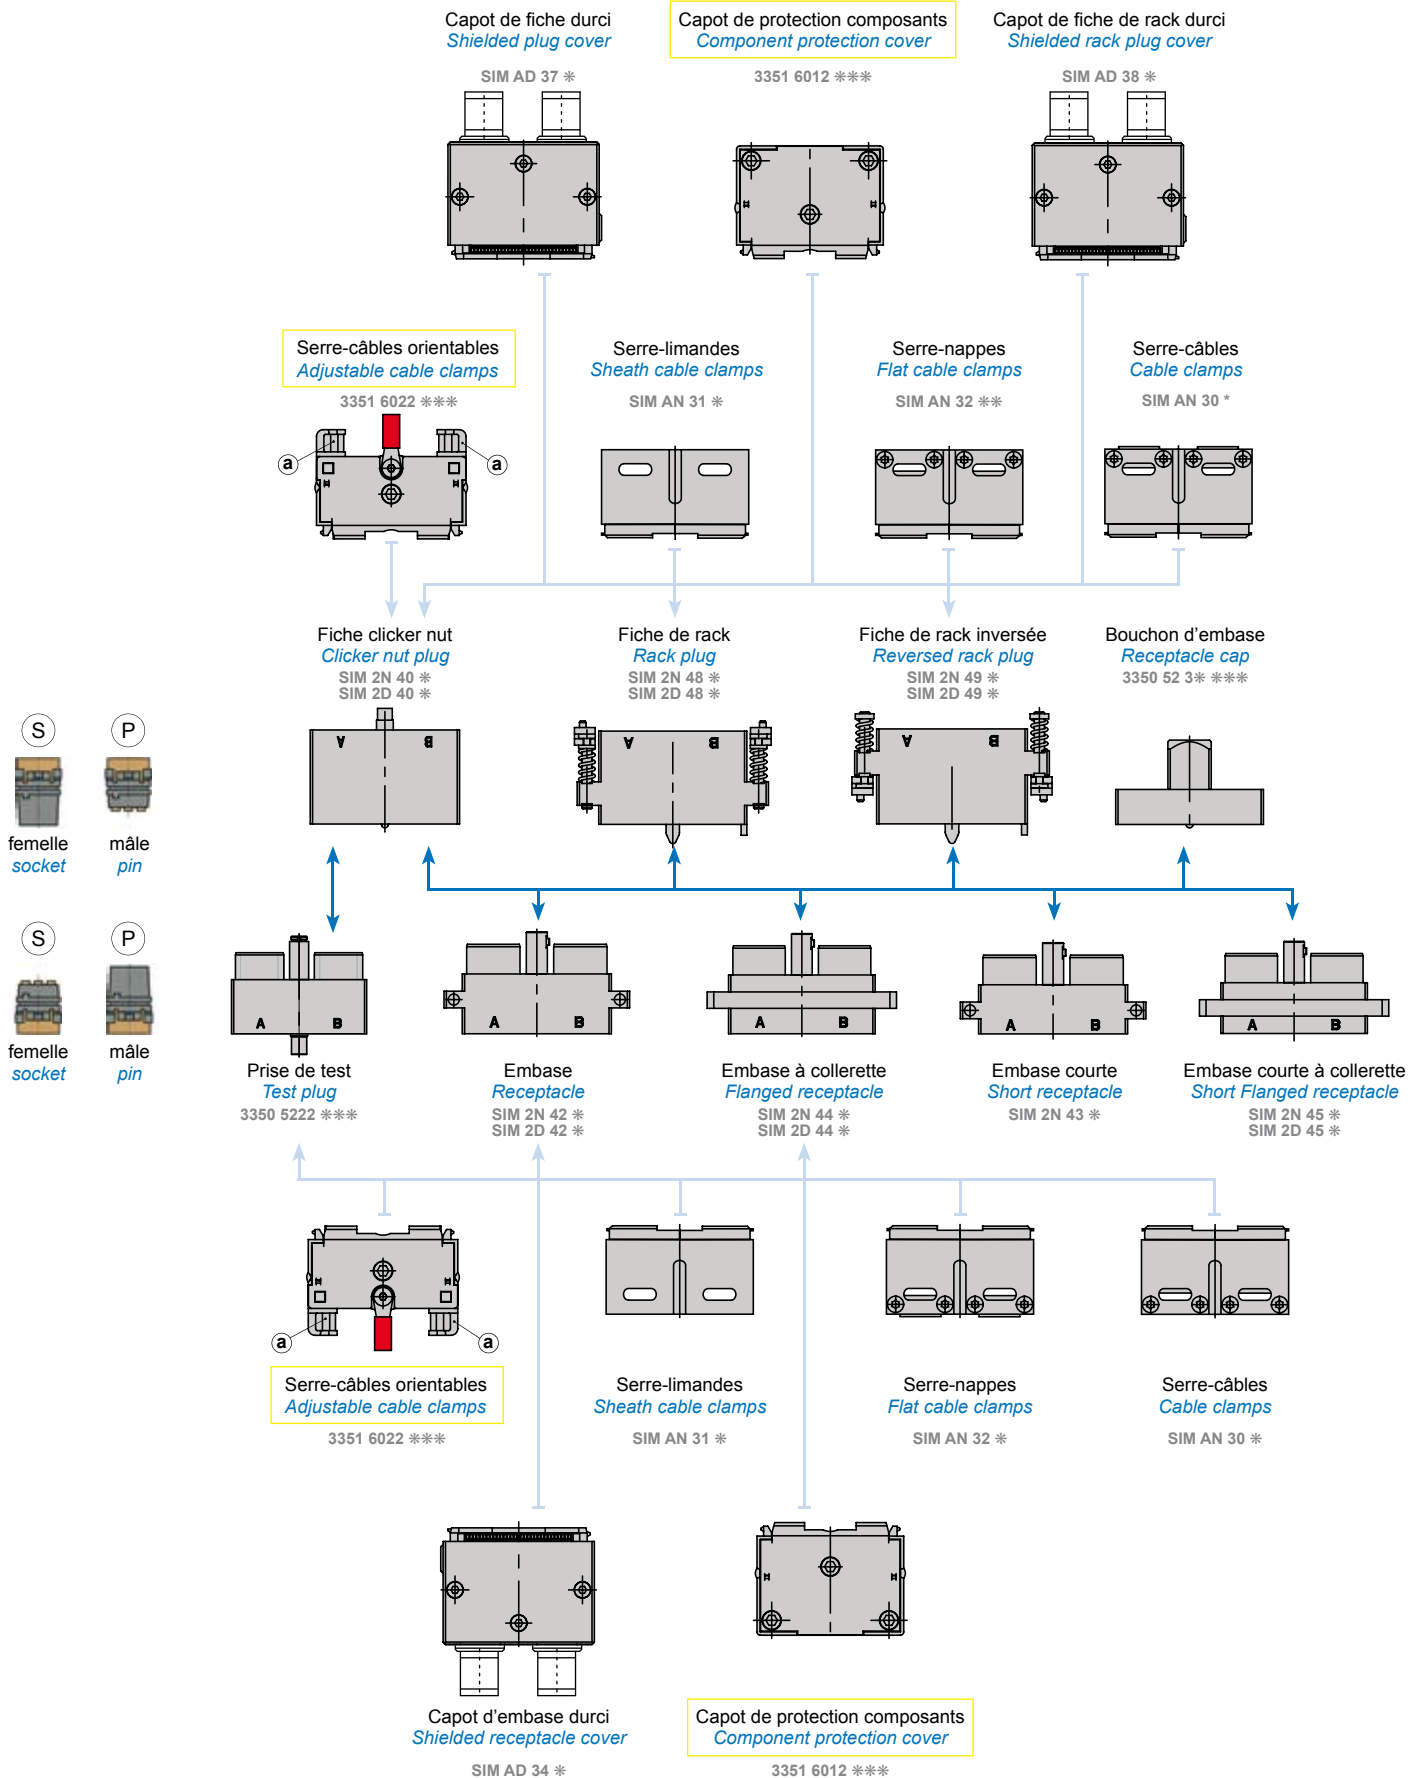 Capot de fiche durci
Shielded plug cover
SIM AD 37 ✳
Capot de protection composants
Component protection cover
3351 6012 ✳✳✳
Capot de fiche de rack durci
Shielded rack plug cover
SIM AD 38 ✳
Serre-câbles orientables
Adjustable cable clamps
3351 6022 ✳✳✳
a
a
Serre-limandes
Sheath cable clamps
SIM AN 31 ✳
Serre-nappes
Flat cable clamps
SIM AN 32 ✳✳
Serre-câbles
Cable clamps
SIM AN 30 *
Fiche clicker nut
Clicker nut plug
SIM 2N 40 ✳
SIM 2D 40 ✳
A B
Fiche de rack
Rack plug
SIM 2N 48 ✳
SIM 2D 48 ✳
A B
Fiche de rack inversée
Reversed rack plug
SIM 2N 49 ✳
SIM 2D 49 ✳
A B
Bouchon d'embase
Receptacle cap
3350 52 3✳ ✳✳✳
S
femelle
socket
P
mâle
pin
S
femelle
socket
P
mâle
pin
A B
Prise de test
Test plug
3350 5222 ✳✳✳
A B
Embase
Receptacle
SIM 2N 42 ✳
SIM 2D 42 ✳
A B
Embase à collerette
Flanged receptacle
SIM 2N 44 ✳
SIM 2D 44 ✳
A B
Embase courte
Short receptacle
SIM 2N 43 ✳
A B
Embase courte à collerette
Short Flanged receptacle
SIM 2N 45 ✳
SIM 2D 45 ✳
a
a
Serre-câbles orientables
Adjustable cable clamps
3351 6022 ✳✳✳
Serre-limandes
Sheath cable clamps
SIM AN 31 ✳
Serre-nappes
Flat cable clamps
SIM AN 32 ✳
Serre-câbles
Cable clamps
SIM AN 30 ✳
Capot d'embase durci
Shielded receptacle cover
SIM AD 34 ✳
Capot de protection composants
Component protection cover
3351 6012 ✳✳✳